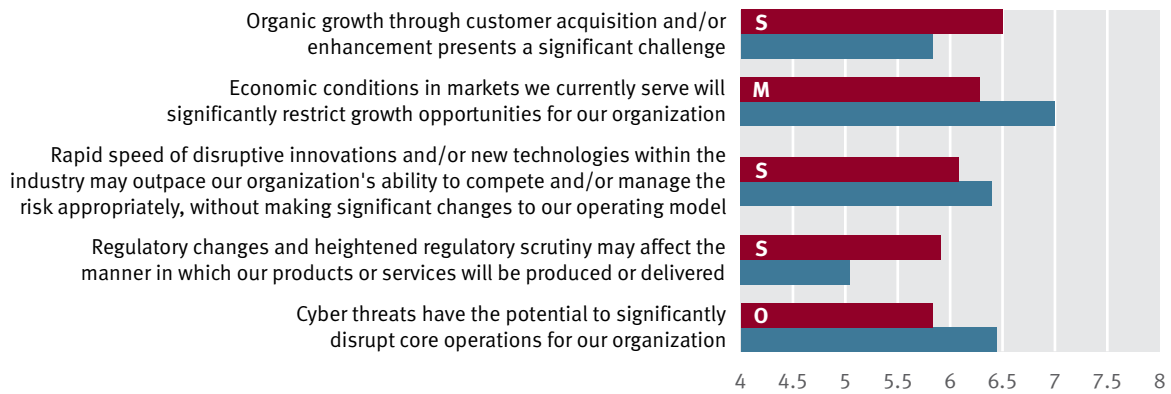 Organic growth through customer acquisition and/or
enhancement presents a significant challenge
S
Economic conditions in markets we currently serve will
significantly restrict growth opportunities for our organization
M
Rapid speed of disruptive innovations and/or new technologies within the
industry may outpace our organization's ability to compete and/or manage the
risk appropriately, without making significant changes to our operating model
S
Regulatory changes and heightened regulatory scrutiny may affect the
manner in which our products or services will be produced or delivered
S
Cyber threats have the potential to significantly
disrupt core operations for our organization
O
4 4.5 5 5.5 6 6.5 7 7.5 8